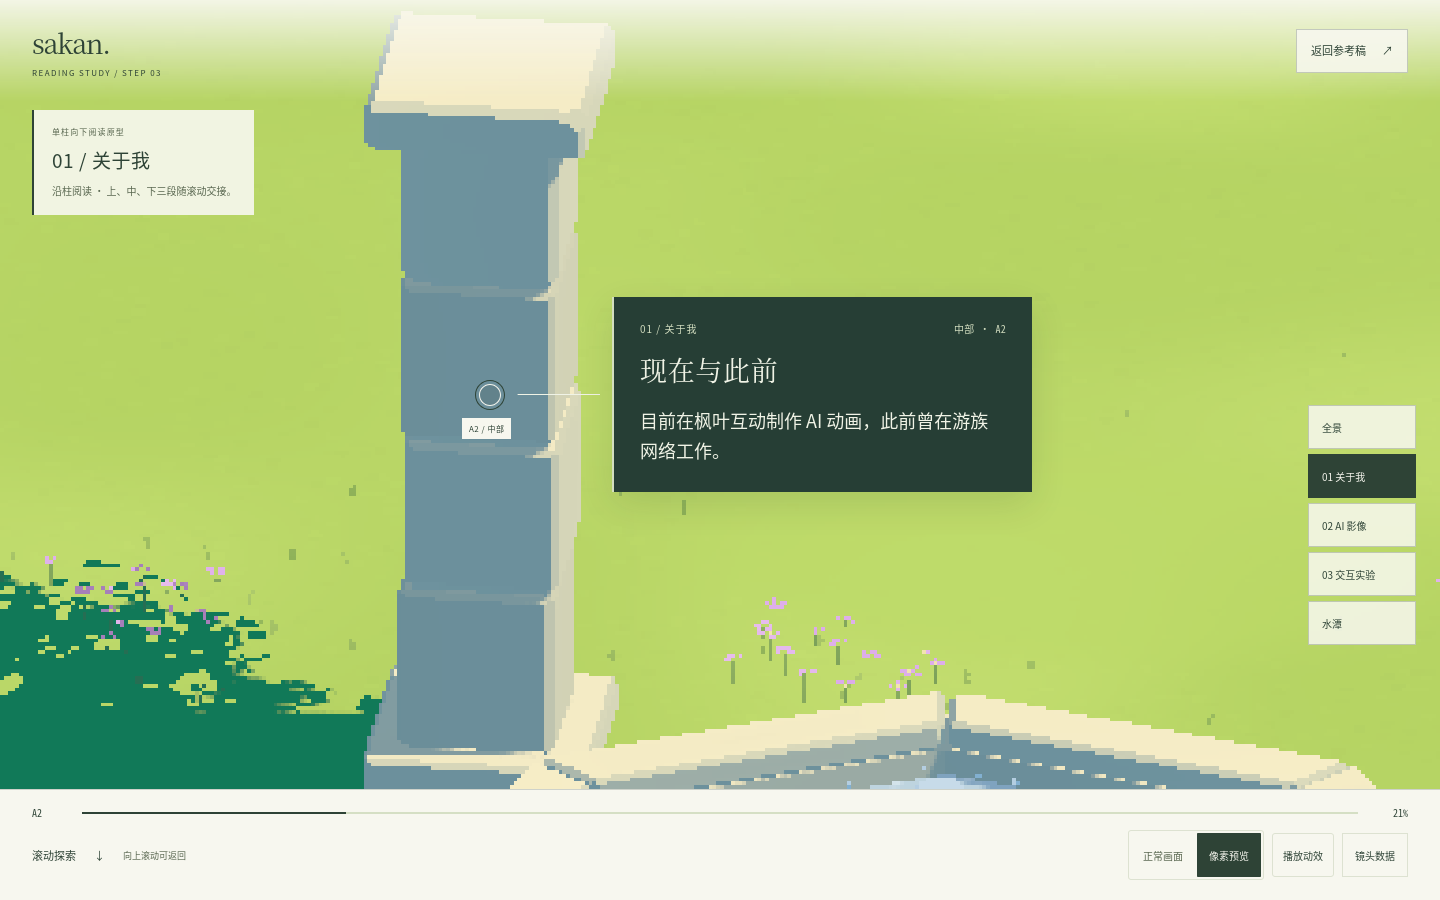 sakan.
READING STUDY / STEP 03
返回参考稿 ↗
单柱向下阅读原型
01 / 关于我
沿柱阅读 · 上、中、下三段随滚动交接。
01 / 关于我
中部 · A2
现在与此前
目前在枫叶互动制作 AI 动画，此前曾在游族
网络工作。
A2 / 中部
全景
01 关于我
02 AI 影像
03 交互实验
水潭
A2
21%
滚动探索 ↓ 向上滚动可返回
正常画面
像素预览
播放动效
镜头数据